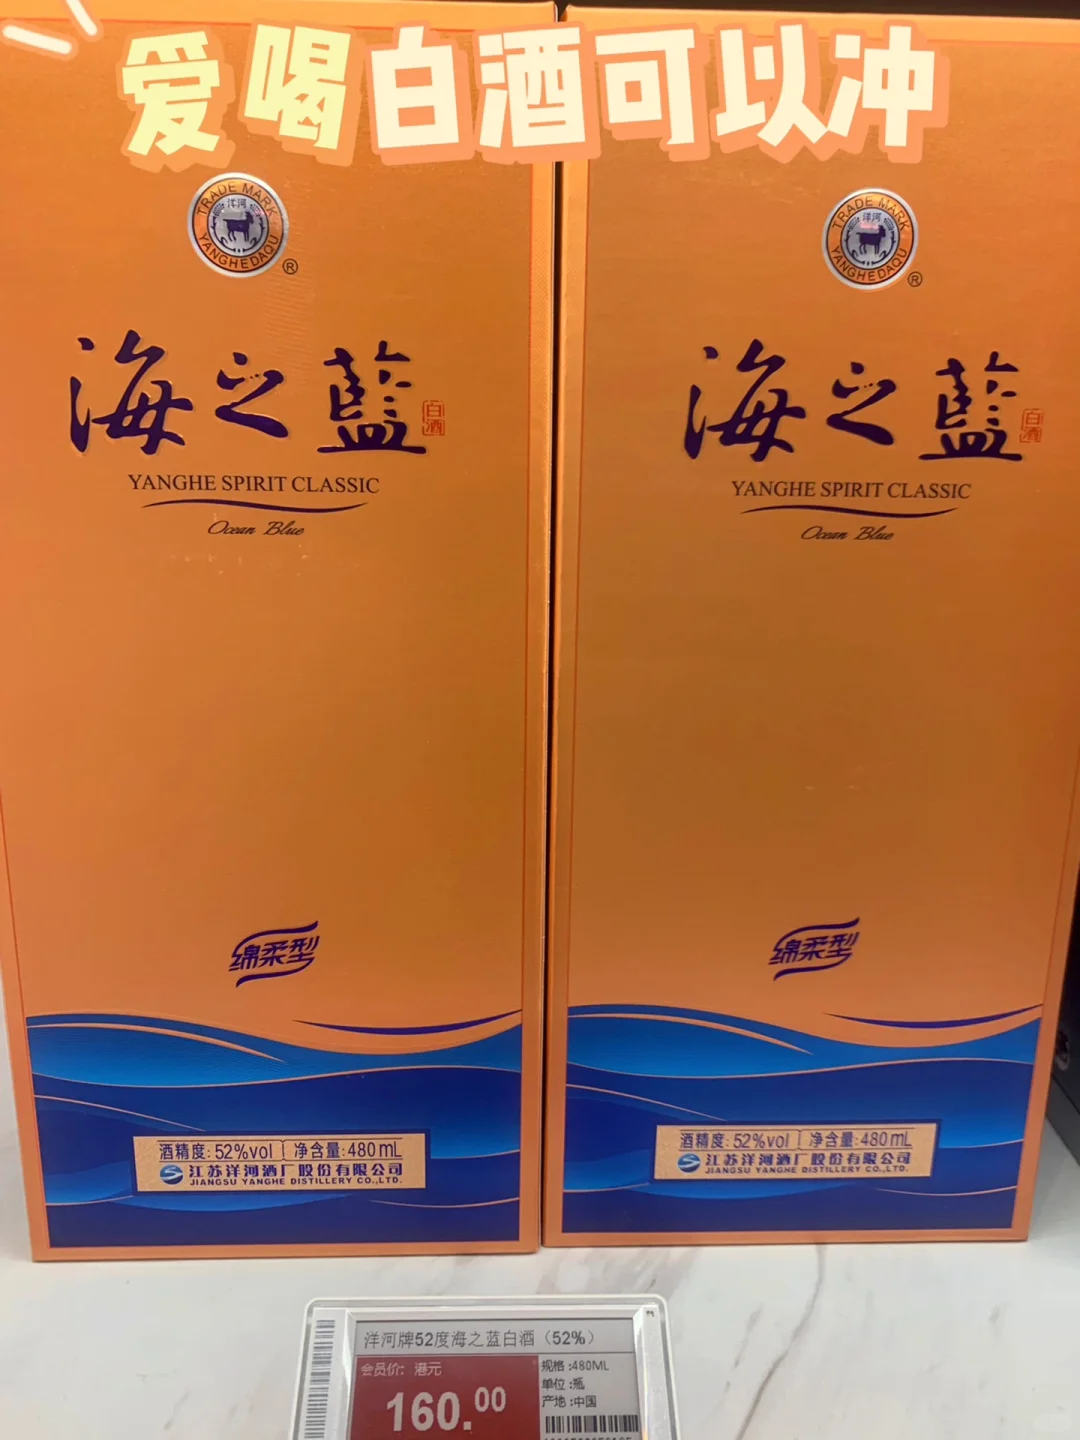 爱喝白酒可以冲
TRADE MARK
洋河
YANGHEDAQU
®
海之藍
白酒
YANGHE SPIRIT CLASSIC
Ocean Blue
绵柔型
酒精度:52%vol 净含量:480mL
江苏洋河酒厂股份有限公司
JIANGSU YANGHE DISTILLERY CO.,LTD.
TRADE MARK
洋河
YANGHEDAQU
®
海之藍
白酒
YANGHE SPIRIT CLASSIC
Ocean Blue
绵柔型
酒精度:52%vol 净含量:480mL
江苏洋河酒厂股份有限公司
JIANGSU YANGHE DISTILLERY CO.,LTD.
洋河牌52度海之蓝白酒（52%）
会员价: 港元
160.00
规格:480ML
单位:瓶
产地:中国